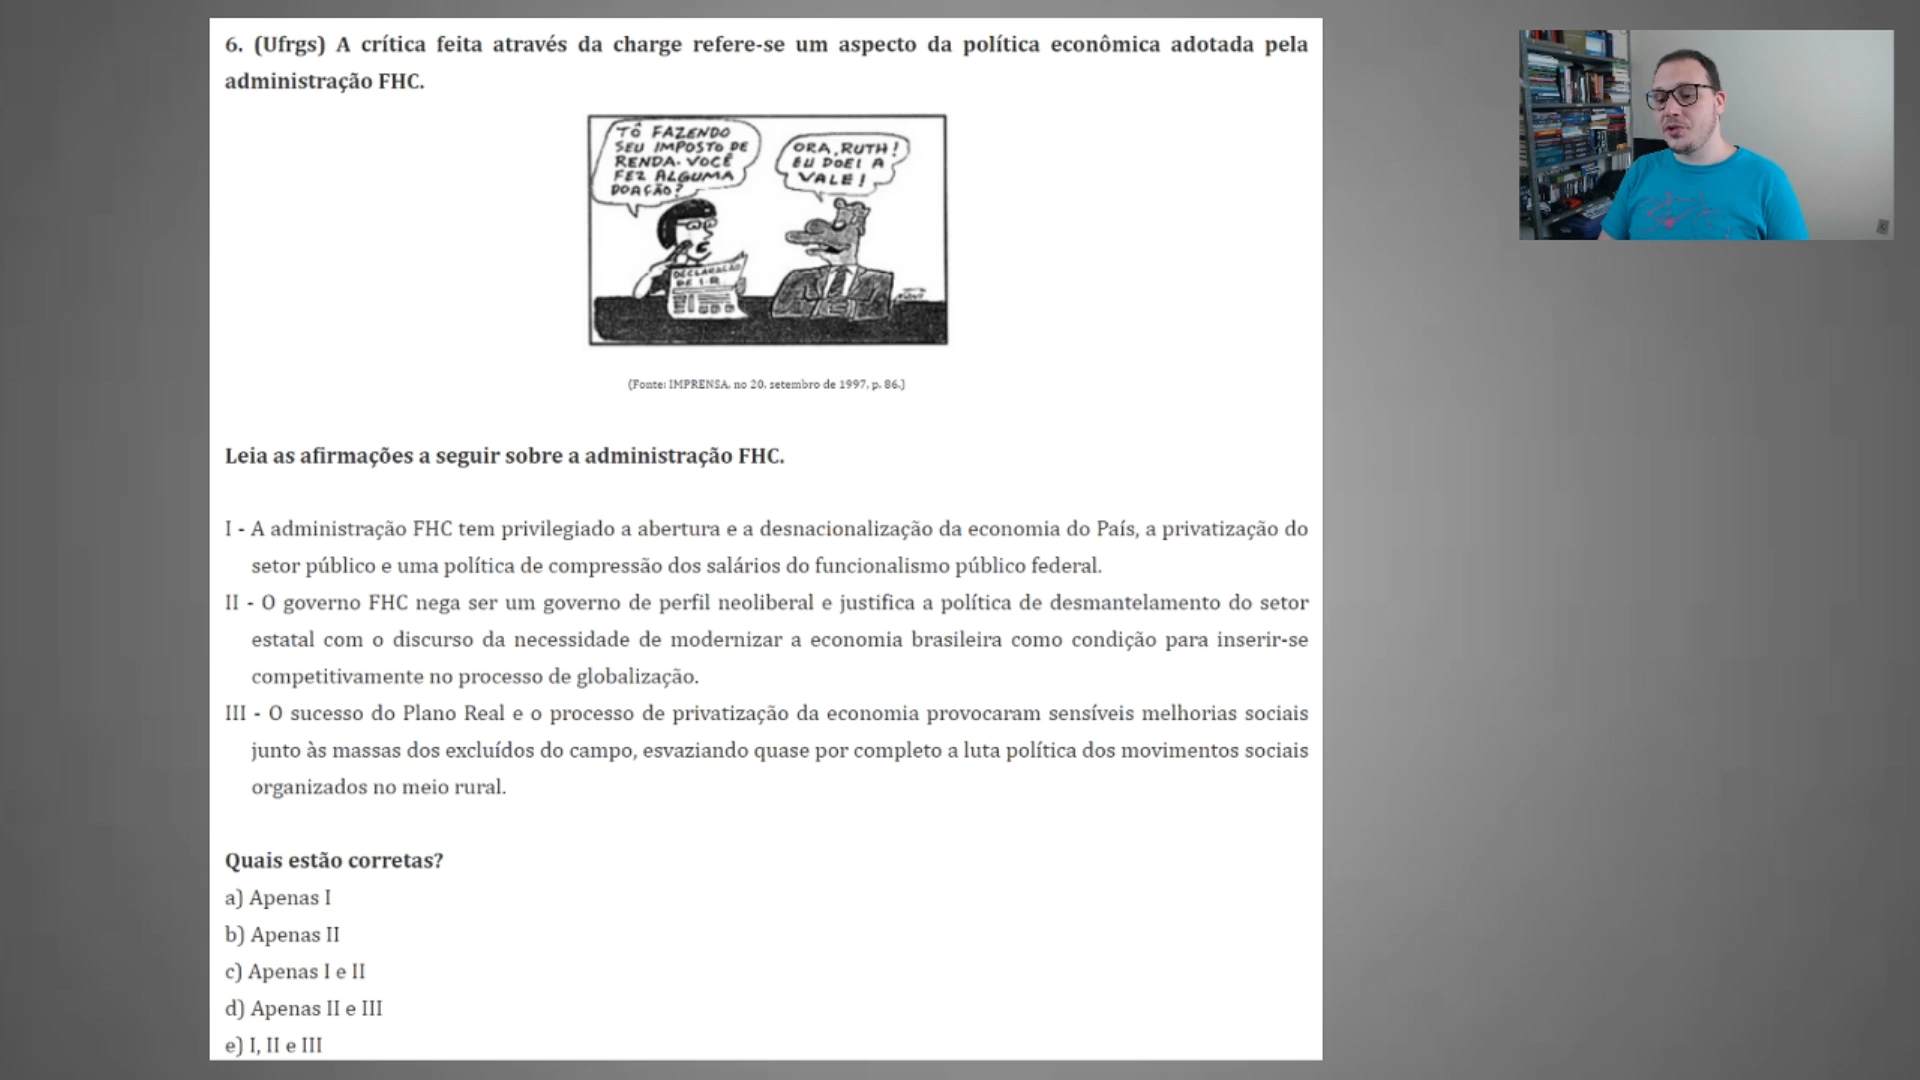 6. (Ufrgs) A crítica feita através da charge refere-se um aspecto da política econômica adotada pela
administração FHC.
TÔ FAZENDO
SEU IMPOSTO DE
RENDA. VOCÊ
FEZ ALGUMA
DOAÇÃO?
ORA, RUTH!
EU DOEI A
VALE!
DECLARAÇÃO
DE I.R.
(Fonte: IMPRENSA, no 20, setembro de 1997, p. 86.)
Leia as afirmações a seguir sobre a administração FHC.
I - A administração FHC tem privilegiado a abertura e a desnacionalização da economia do País, a privatização do
setor público e uma política de compressão dos salários do funcionalismo público federal.
II - O governo FHC nega ser um governo de perfil neoliberal e justifica a política de desmantelamento do setor
estatal com o discurso da necessidade de modernizar a economia brasileira como condição para inserir-se
competitivamente no processo de globalização.
III - O sucesso do Plano Real e o processo de privatização da economia provocaram sensíveis melhorias sociais
junto às massas dos excluídos do campo, esvaziando quase por completo a luta política dos movimentos sociais
organizados no meio rural.
Quais estão corretas?
a) Apenas I
b) Apenas II
c) Apenas I e II
d) Apenas II e III
e) I, II e III